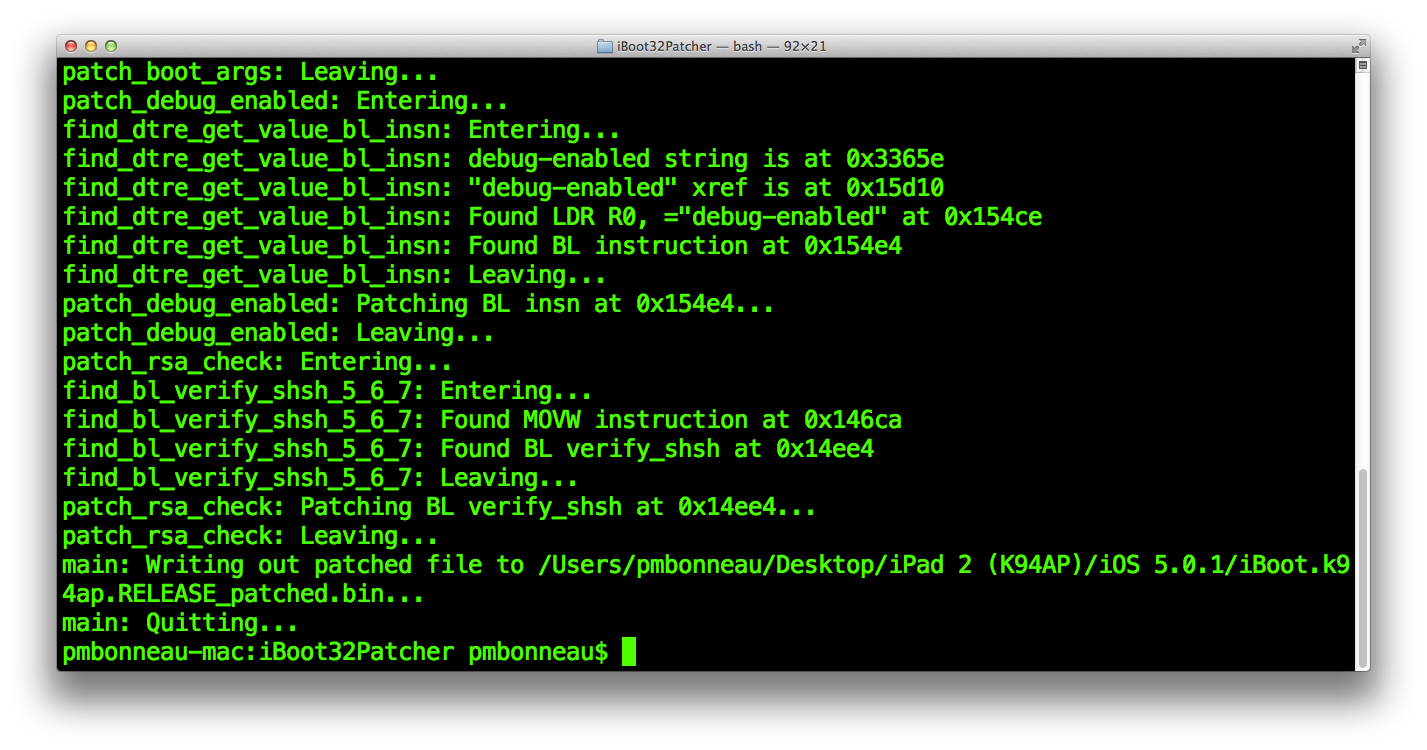 iBoot32Patcher — bash — 92×21
patch_boot_args: Leaving...
patch_debug_enabled: Entering...
find_dtre_get_value_bl_insn: Entering...
find_dtre_get_value_bl_insn: debug-enabled string is at 0x3365e
find_dtre_get_value_bl_insn: "debug-enabled" xref is at 0x15d10
find_dtre_get_value_bl_insn: Found LDR R0, ="debug-enabled" at 0x154ce
find_dtre_get_value_bl_insn: Found BL instruction at 0x154e4
find_dtre_get_value_bl_insn: Leaving...
patch_debug_enabled: Patching BL insn at 0x154e4...
patch_debug_enabled: Leaving...
patch_rsa_check: Entering...
find_bl_verify_shsh_5_6_7: Entering...
find_bl_verify_shsh_5_6_7: Found MOVW instruction at 0x146ca
find_bl_verify_shsh_5_6_7: Found BL verify_shsh at 0x14ee4
find_bl_verify_shsh_5_6_7: Leaving...
patch_rsa_check: Patching BL verify_shsh at 0x14ee4...
patch_rsa_check: Leaving...
main: Writing out patched file to /Users/pmbonneau/Desktop/iPad 2 (K94AP)/iOS 5.0.1/iBoot.k9
4ap.RELEASE_patched.bin...
main: Quitting...
pmbonneau-mac:iBoot32Patcher pmbonneau$